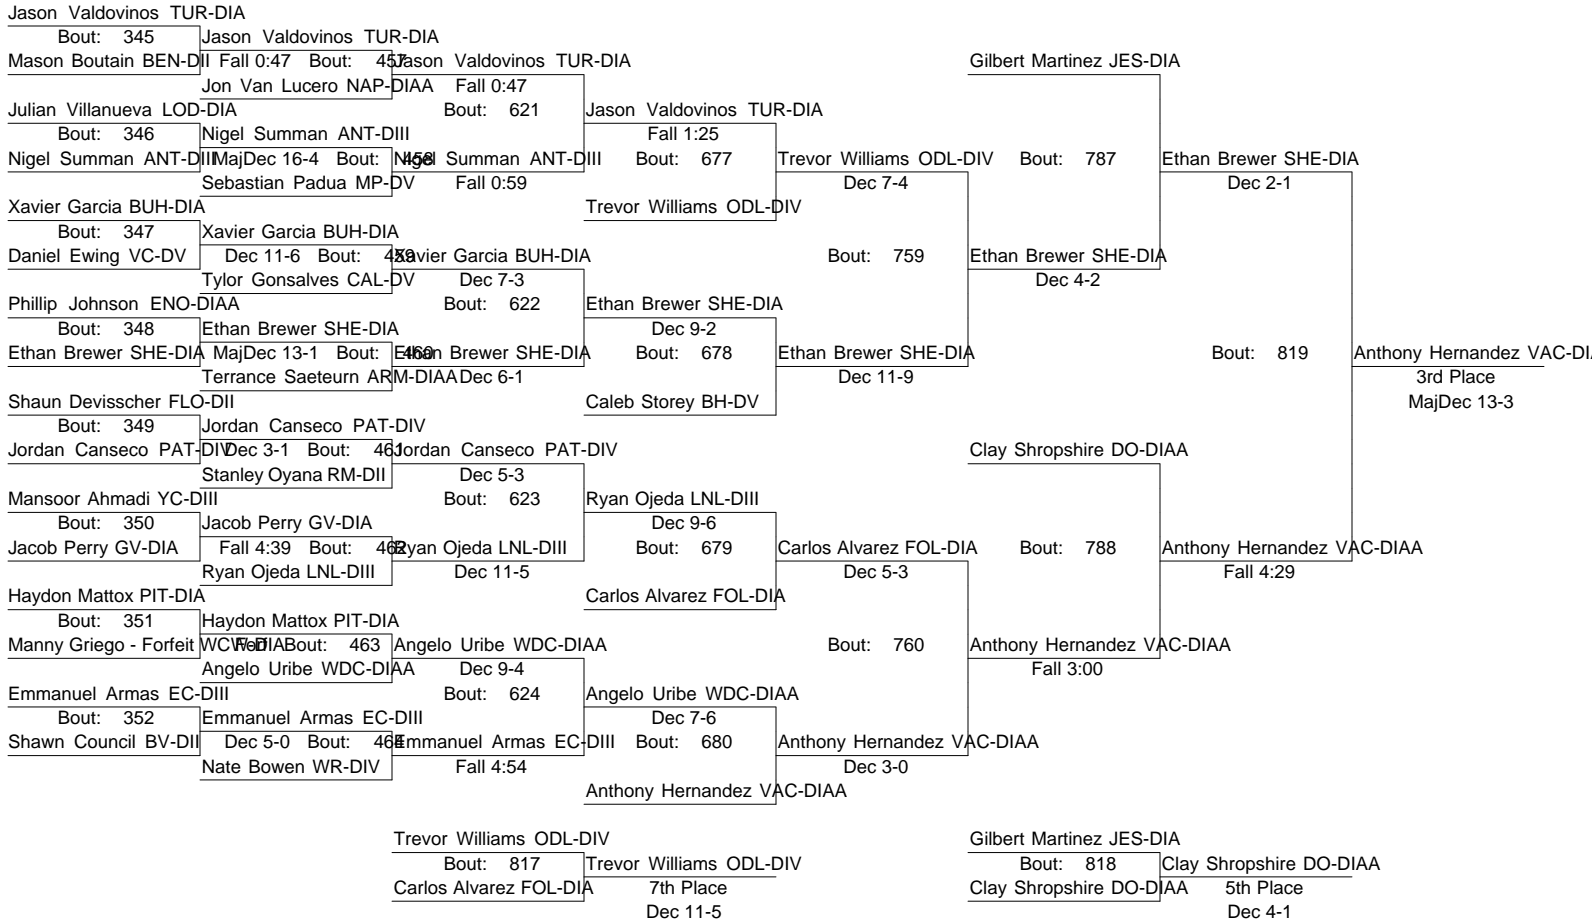 Jason Valdovinos TUR-DIA
Bout: 345 Jason Valdovinos TUR-DIA
Mason Boutain BEN-DII Fall 0:47 Bout: 457 Jason Valdovinos TUR-DIA Gilbert Martinez JES-DIA
Jon Van Lucero NAP-DIAA Fall 0:47
Julian Villanueva LOD-DIA Bout: 621 Jason Valdovinos TUR-DIA
Bout: 346 Nigel Summan ANT-DIII Fall 1:25
Nigel Summan ANT-DIII MajDec 16-4 Bout: 458 Nigel Summan ANT-DIII Bout: 677 Trevor Williams ODL-DIV Bout: 787 Ethan Brewer SHE-DIA
Sebastian Padua MP-DV Fall 0:59 Dec 7-4 Dec 2-1
Xavier Garcia BUH-DIA Trevor Williams ODL-DIV
Bout: 347 Xavier Garcia BUH-DIA
Daniel Ewing VC-DV Dec 11-6 Bout: 459 Xavier Garcia BUH-DIA Bout: 759 Ethan Brewer SHE-DIA
Tylor Gonsalves CAL-DV Dec 7-3 Dec 4-2
Phillip Johnson ENO-DIAA Bout: 622 Ethan Brewer SHE-DIA
Bout: 348 Ethan Brewer SHE-DIA Dec 9-2
Ethan Brewer SHE-DIA MajDec 13-1 Bout: 460 Ethan Brewer SHE-DIA Bout: 678 Ethan Brewer SHE-DIA Bout: 819 Anthony Hernandez VAC-DI
Terrance Saeteurn ARM-DIAA Dec 6-1 Dec 11-9 3rd Place
Shaun Devisscher FLO-DII Caleb Storey BH-DV MajDec 13-3
Bout: 349 Jordan Canseco PAT-DIV
Jordan Canseco PAT-DIV Dec 3-1 Bout: 461 Jordan Canseco PAT-DIV Clay Shropshire DO-DIAA
Stanley Oyana RM-DII Dec 5-3
Mansoor Ahmadi YC-DIII Bout: 623 Ryan Ojeda LNL-DIII
Bout: 350 Jacob Perry GV-DIA Dec 9-6
Jacob Perry GV-DIA Fall 4:39 Bout: 462 Ryan Ojeda LNL-DIII Bout: 679 Carlos Alvarez FOL-DIA Bout: 788 Anthony Hernandez VAC-DIAA
Ryan Ojeda LNL-DIII Dec 11-5 Dec 5-3 Fall 4:29
Haydon Mattox PIT-DIA Carlos Alvarez FOL-DIA
Bout: 351 Haydon Mattox PIT-DIA
Manny Griego - Forfeit WCW-DIA Forf Bout: 463 Angelo Uribe WDC-DIAA Bout: 760 Anthony Hernandez VAC-DIAA
Angelo Uribe WDC-DIAA Dec 9-4 Fall 3:00
Emmanuel Armas EC-DIII Bout: 624 Angelo Uribe WDC-DIAA
Bout: 352 Emmanuel Armas EC-DIII Dec 7-6
Shawn Council BV-DII Dec 5-0 Bout: 464 Emmanuel Armas EC-DIII Bout: 680 Anthony Hernandez VAC-DIAA
Nate Bowen WR-DIV Fall 4:54 Dec 3-0
Anthony Hernandez VAC-DIAA
Trevor Williams ODL-DIV Gilbert Martinez JES-DIA
Bout: 817 Trevor Williams ODL-DIV Bout: 818 Clay Shropshire DO-DIAA
Carlos Alvarez FOL-DIA 7th Place Clay Shropshire DO-DIAA 5th Place
Dec 11-5 Dec 4-1